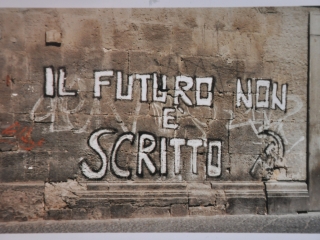 IL FUTURO NON
È
SCRITTO